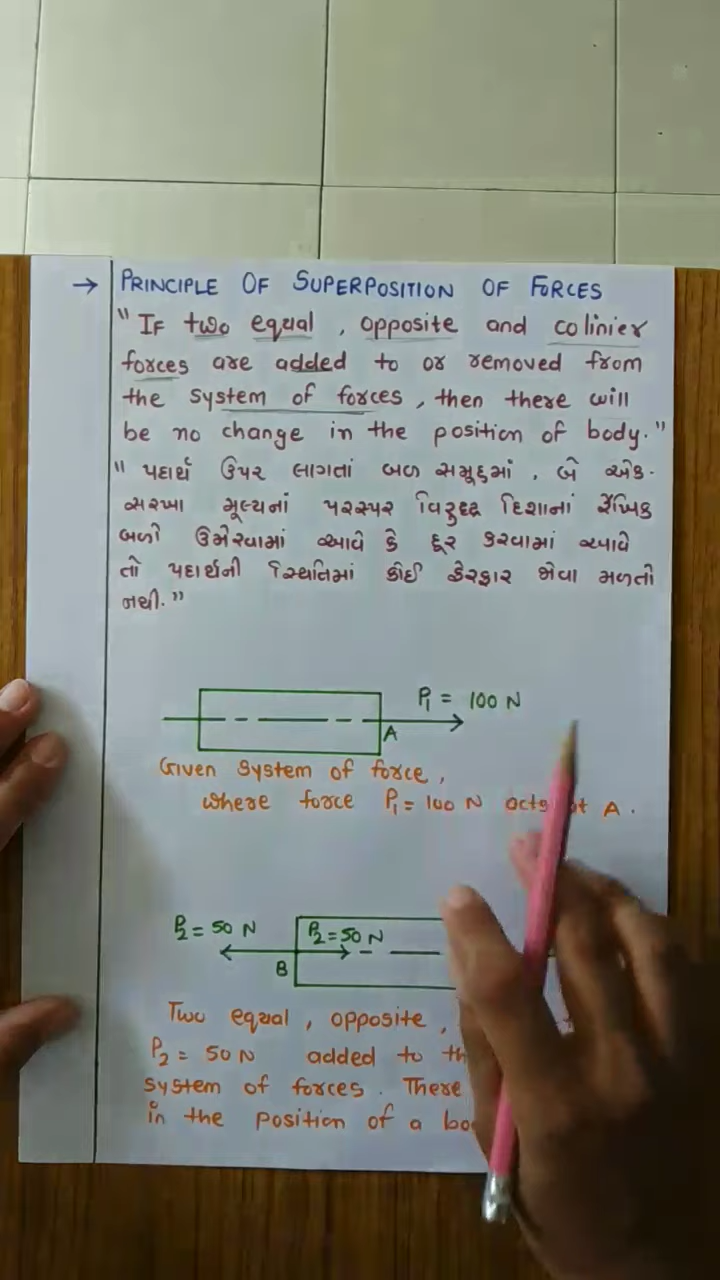 → PRINCIPLE OF SUPERPOSITION OF FORCES
"IF two equal, opposite and colinier
forces are added to or removed from
the system of forces, then there will
be no change in the position of body."
"પદાર્થ ઉપર લાગતાં બળ સમૂહમાં, બે એક-
સરખા મૂલ્યનાં પરસ્પર વિરુદ્ધ દિશાનાં રૈખિક
બળો ઉમેરવામાં આવે કે દૂર કરવામાં આવે
તો પદાર્થની સ્થિતિમાં કોઈ ફેરફાર જોવા મળતો
નથી."
P₁ = 100 N
A
Given system of force,
where force P₁ = 100 N acts at A.
P₂ = 50 N P₂ = 50 N
B
Two equal, opposite,
P₂ = 50 N added to
system of forces. There
in the position of a